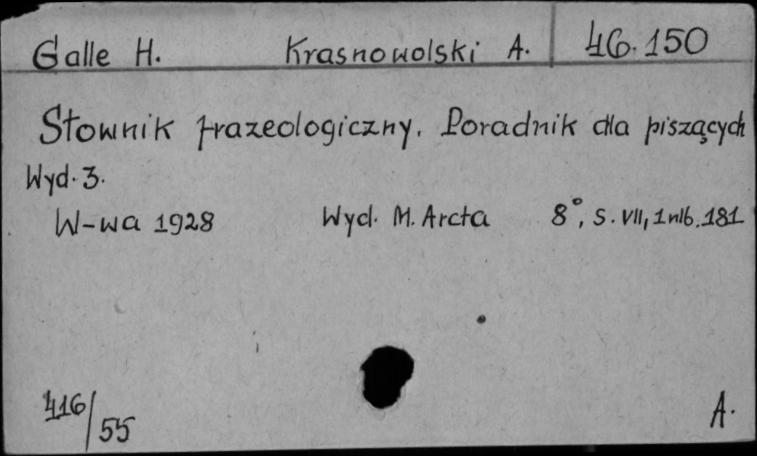 Galle H. Krasnowolski A. 46.150
Słownik frazeologiczny. Poradnik dla piszących
Wyd. 3.
W-wa 1928 Wyd. M. Arcta 8°, s. VII, 1 nlb. 181
416/55 A.